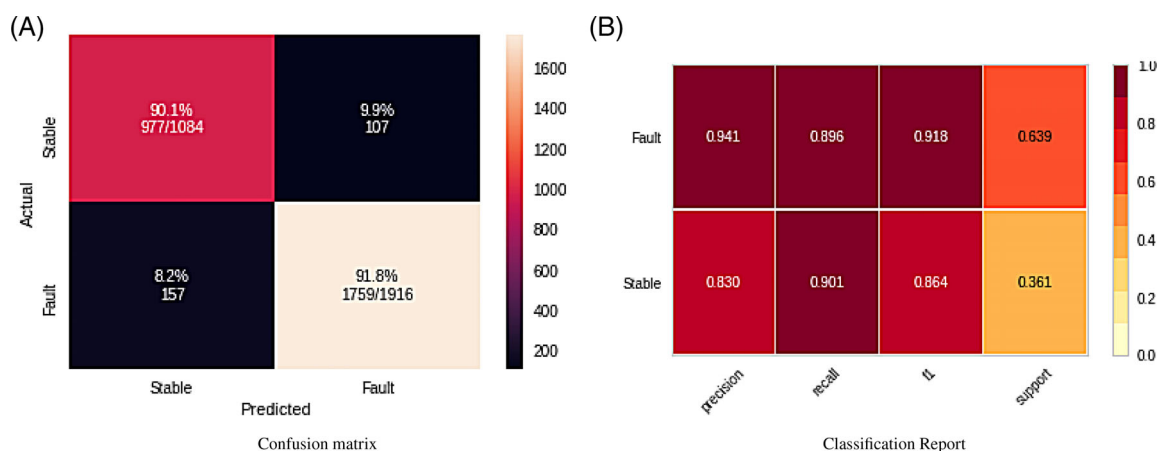 (A)
Actual
Stable
Fault
90.1%
977/1084
9.9%
107
8.2%
157
91.8%
1759/1916
Stable
Fault
Predicted
1600
1400
1200
1000
800
600
400
200
Confusion matrix
(B)
Fault
0.941
0.896
0.918
0.639
Stable
0.830
0.901
0.864
0.361
precision
recall
f1
support
1.0
0.8
0.6
0.4
0.2
0.0
Classification Report